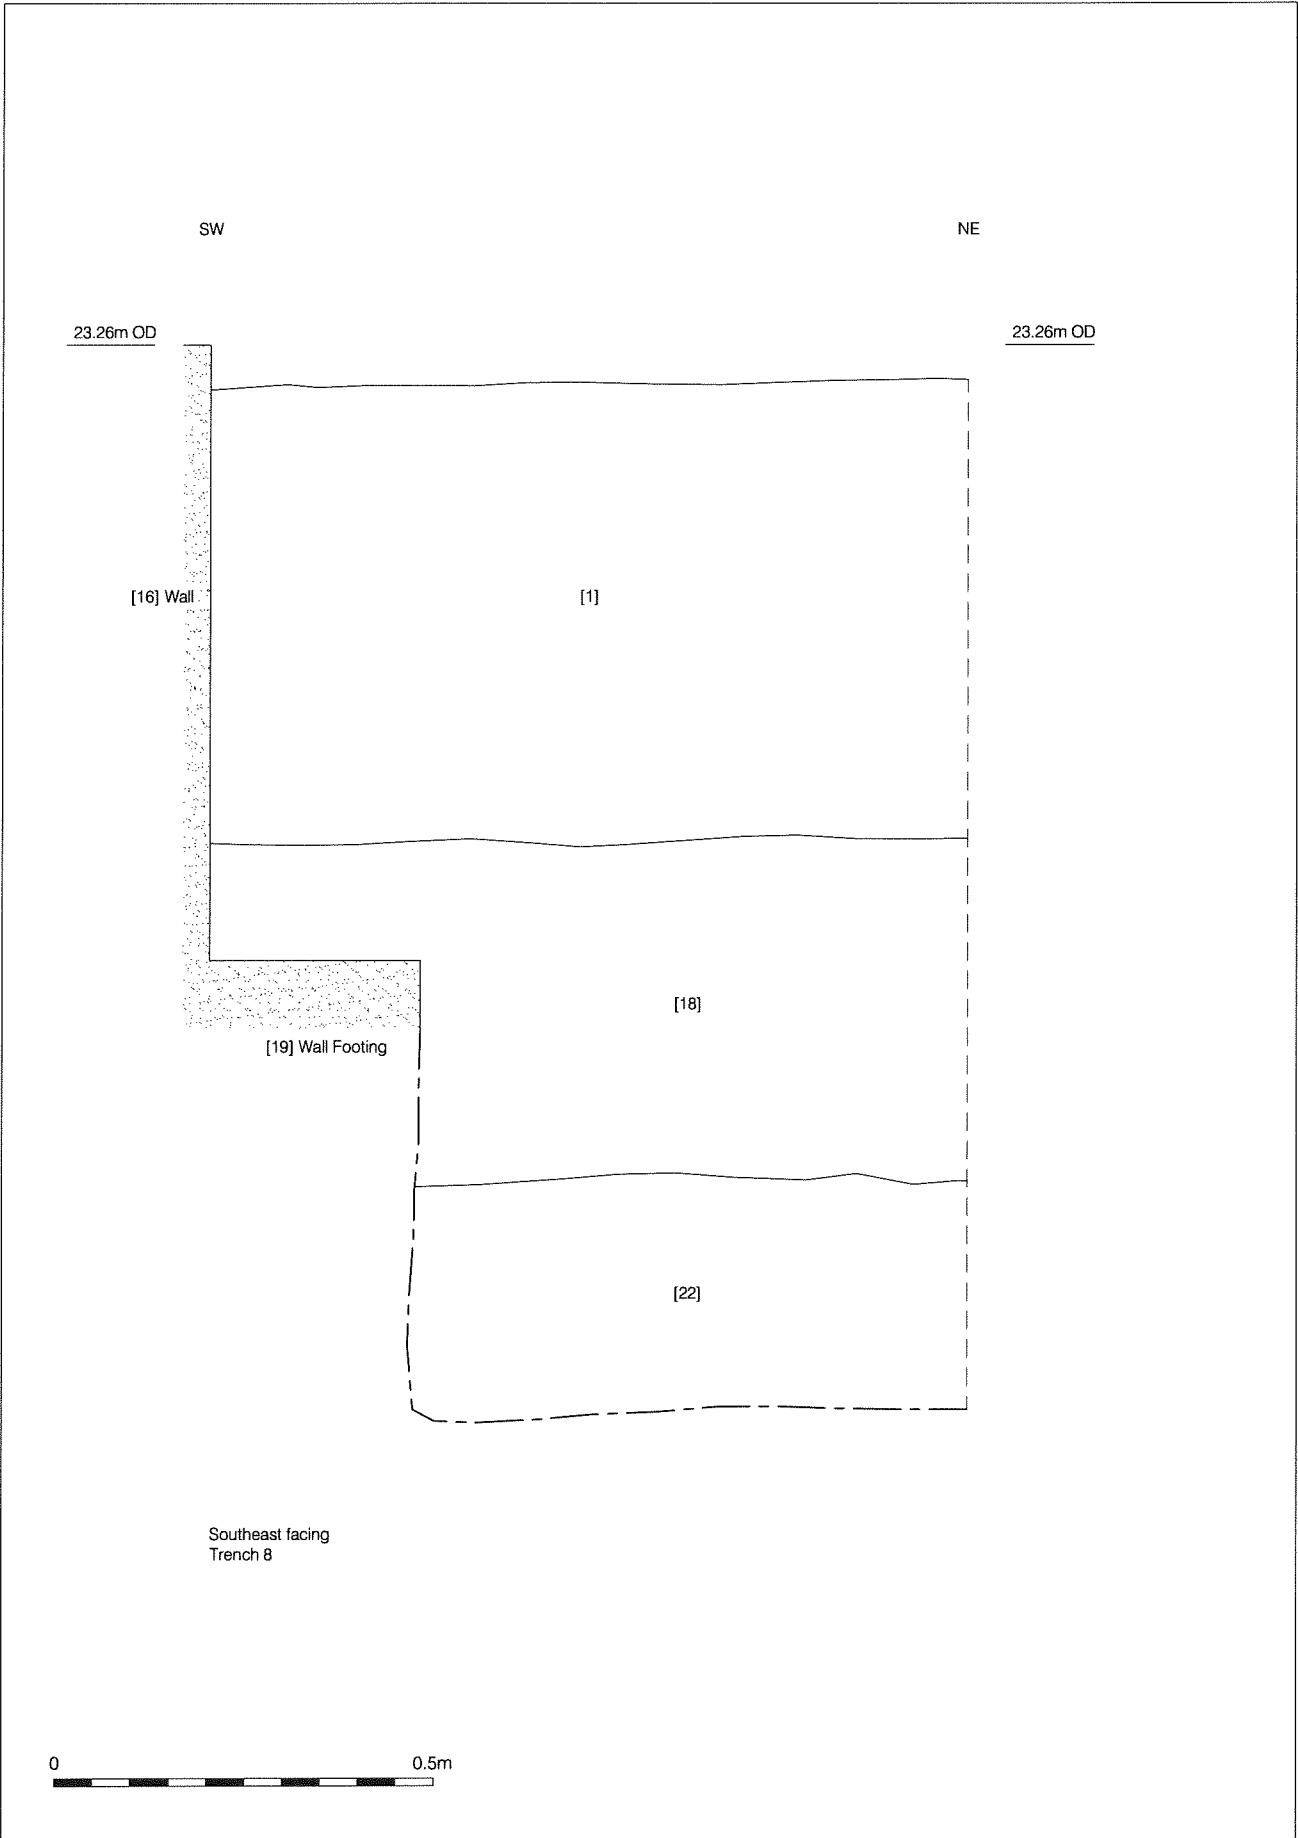 SW
NE
23.26m OD
23.26m OD
[16] Wall
[1]
[18]
[19] Wall Footing
[22]
Southeast facing
Trench 8
0
0.5m